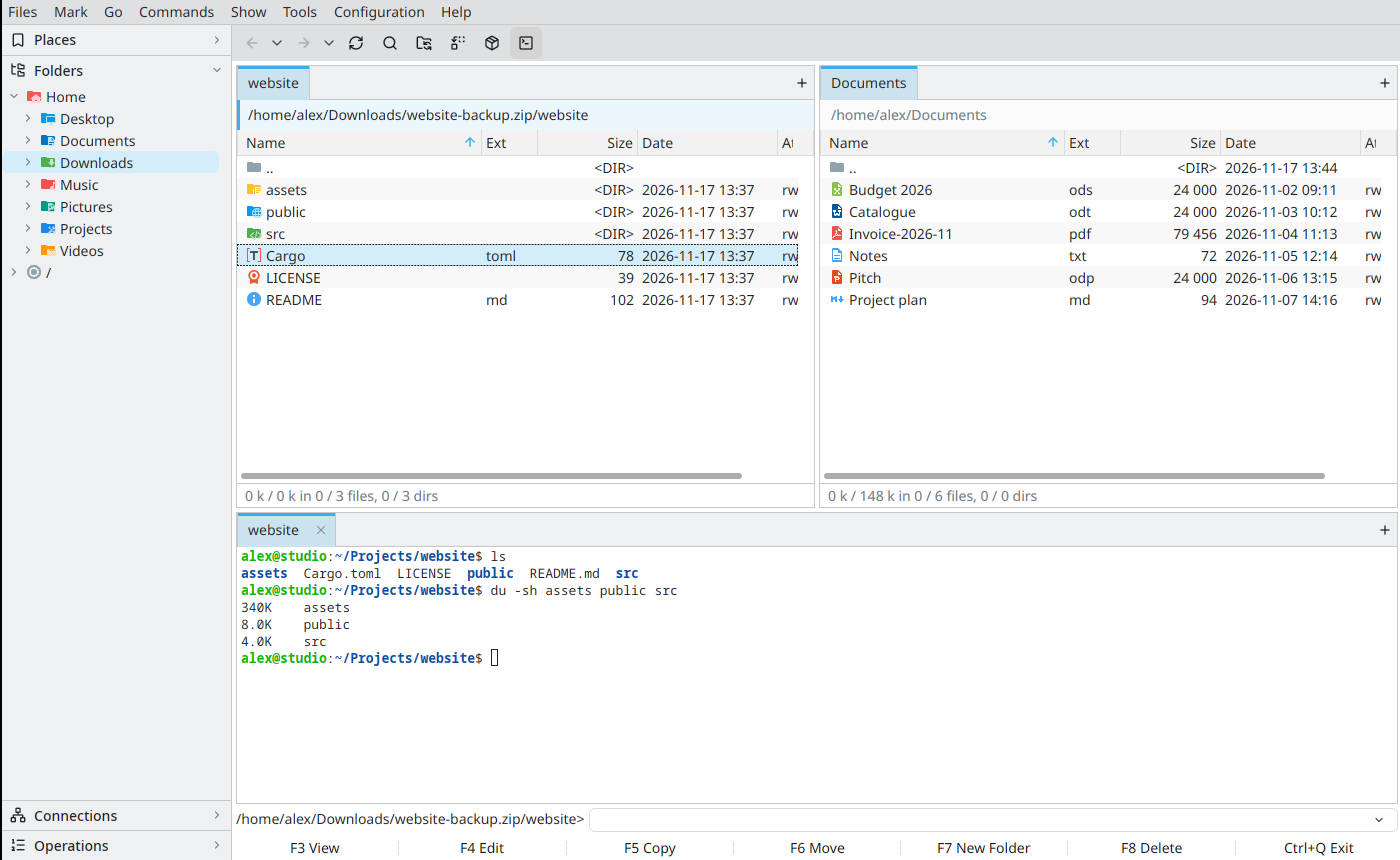 Files Mark Go Commands Show Tools Configuration Help
Places
Folders
Home
Desktop
Documents
Downloads
Music
Pictures
Projects
Videos
/
Connections
Operations
website +
/home/alex/Downloads/website-backup.zip/website
Name Ext Size Date At
.. <DIR>
assets <DIR> 2026-11-17 13:37 rw
public <DIR> 2026-11-17 13:37 rw
src <DIR> 2026-11-17 13:37 rw
Cargo toml 78 2026-11-17 13:37 rw
LICENSE 39 2026-11-17 13:37 rw
README md 102 2026-11-17 13:37 rw
0 k / 0 k in 0 / 3 files, 0 / 3 dirs
Documents +
/home/alex/Documents
Name Ext Size Date At
.. <DIR> 2026-11-17 13:44
Budget 2026 ods 24 000 2026-11-02 09:11 rw
Catalogue odt 24 000 2026-11-03 10:12 rw
Invoice-2026-11 pdf 79 456 2026-11-04 11:13 rw
Notes txt 72 2026-11-05 12:14 rw
Pitch odp 24 000 2026-11-06 13:15 rw
Project plan md 94 2026-11-07 14:16 rw
0 k / 148 k in 0 / 6 files, 0 / 0 dirs
website +
alex@studio:~/Projects/website$ ls
assets Cargo.toml LICENSE public README.md src
alex@studio:~/Projects/website$ du -sh assets public src
340K assets
8.0K public
4.0K src
alex@studio:~/Projects/website$
/home/alex/Downloads/website-backup.zip/website>
F3 View F4 Edit F5 Copy F6 Move F7 New Folder F8 Delete Ctrl+Q Exit